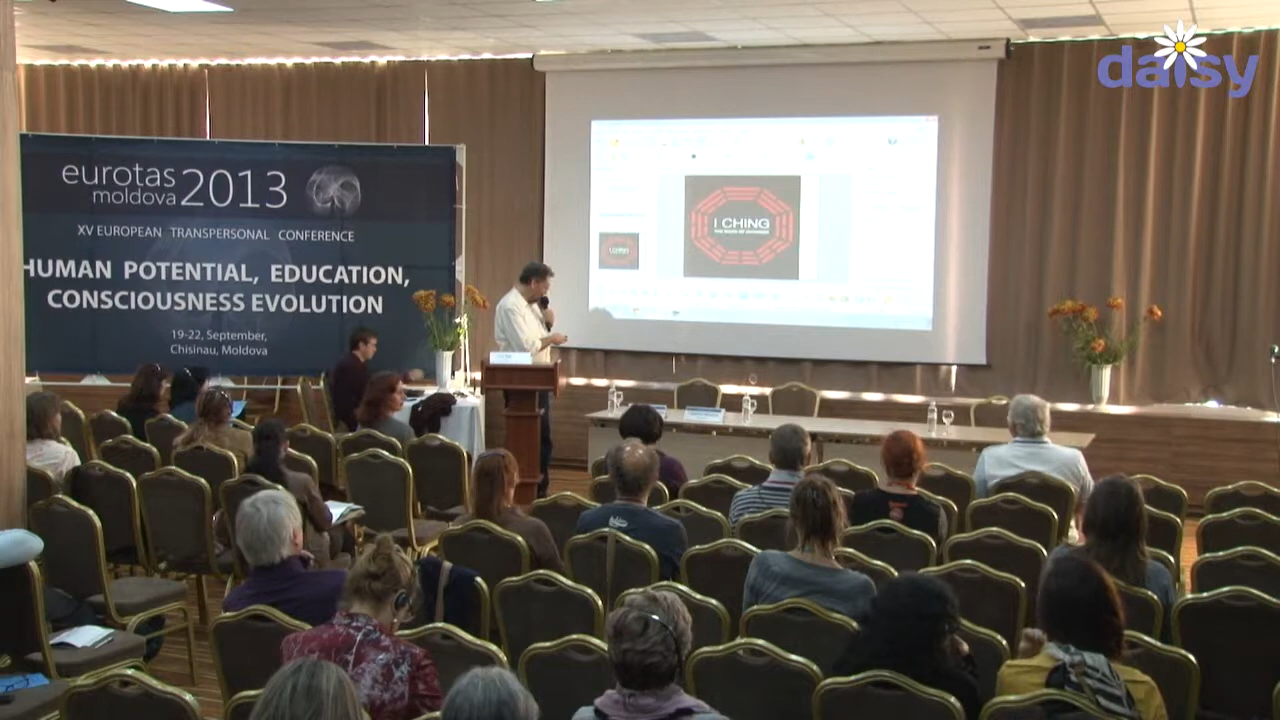 daisy
eurotas
moldova 2013
XV EUROPEAN TRANSPERSONAL CONFERENCE
HUMAN POTENTIAL, EDUCATION,
CONSCIOUSNESS EVOLUTION
19-22, September,
Chisinau, Moldova
I CHING